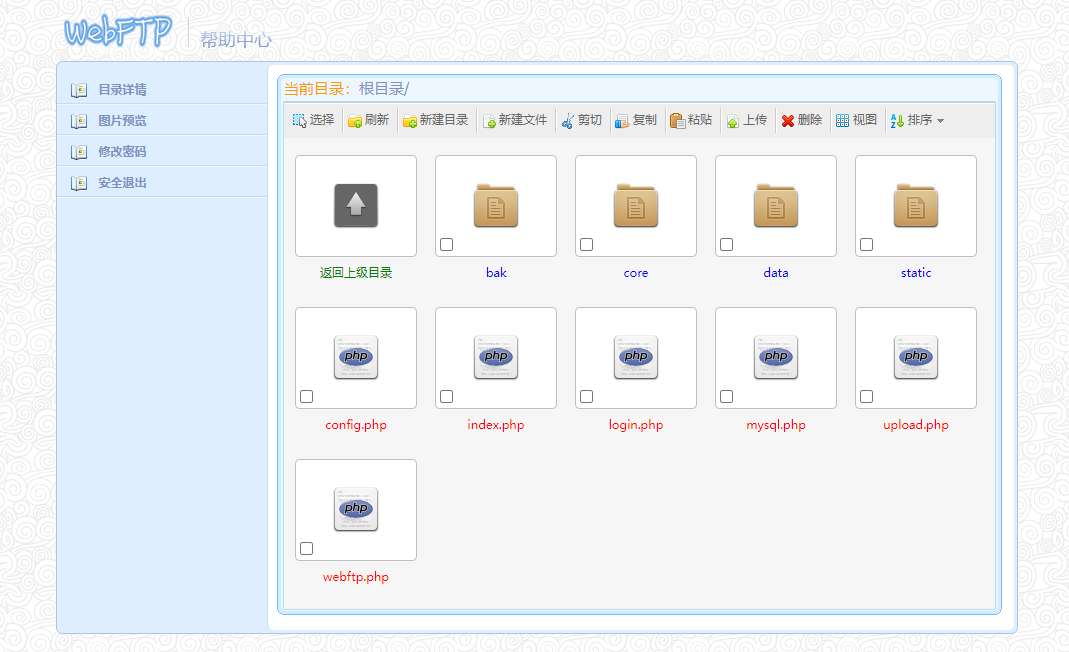 WebFTP 帮助中心
目录详情
图片预览
修改密码
安全退出
当前目录：根目录/
选择 刷新 新建目录 新建文件 剪切 复制 粘贴 上传 删除 视图 排序
返回上级目录 bak core data static
php php php php php
config.php index.php login.php mysql.php upload.php
php
webftp.php